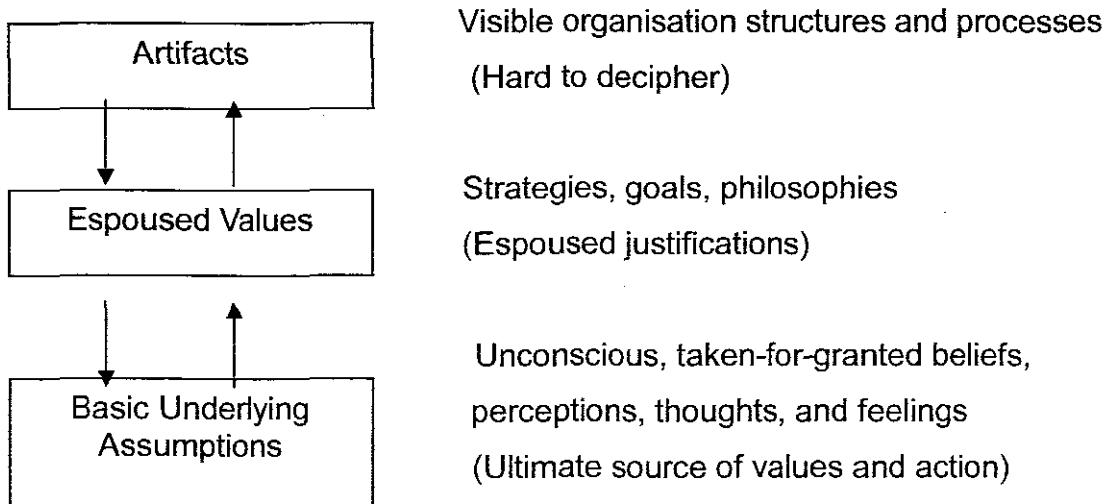 Artifacts
Visible organisation structures and processes
(Hard to decipher)
Espoused Values
Strategies, goals, philosophies
(Espoused justifications)
Basic Underlying
Assumptions
Unconscious, taken-for-granted beliefs,
perceptions, thoughts, and feelings
(Ultimate source of values and action)